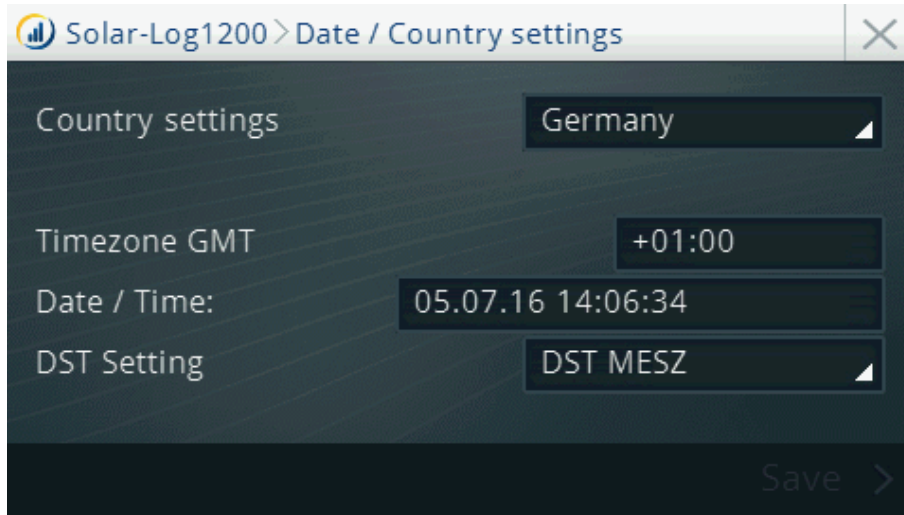 Solar-Log1200 > Date / Country settings
Country settings Germany
Timezone GMT +01:00
Date / Time: 05.07.16 14:06:34
DST Setting DST MESZ
Save >